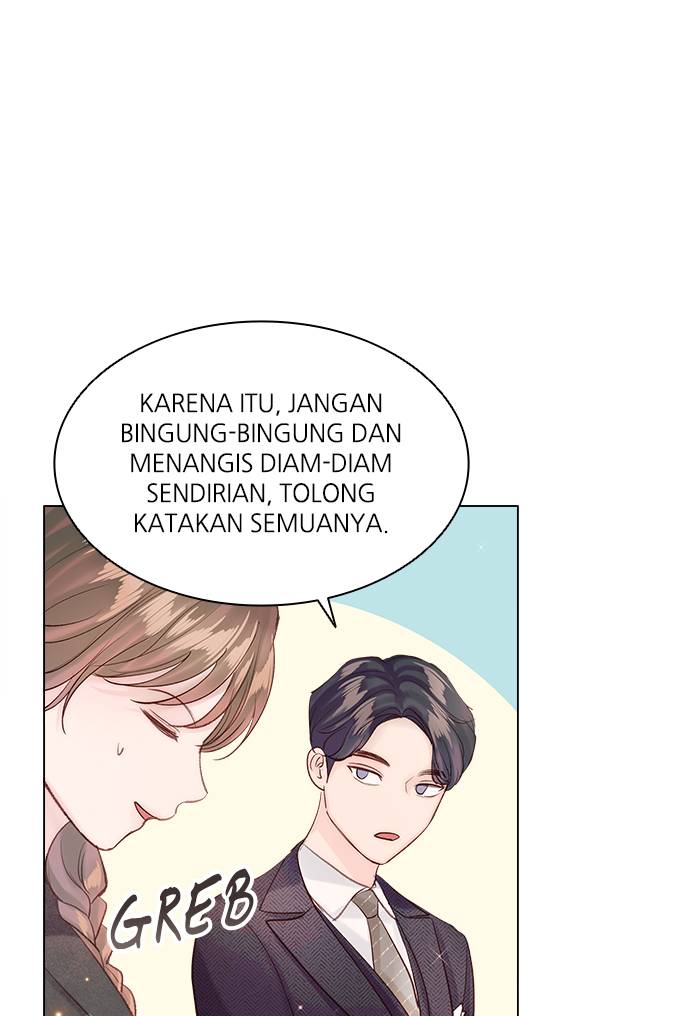 KARENA ITU, JANGAN
BINGUNG-BINGUNG DAN
MENANGIS DIAM-DIAM
SENDIRIAN, TOLONG
KATAKAN SEMUANYA.
GREB